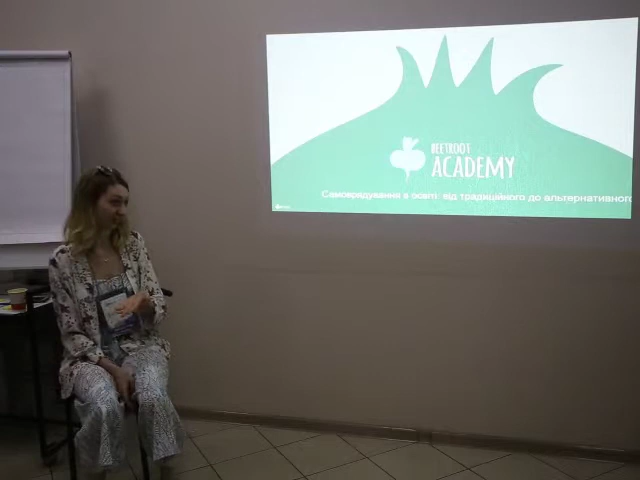 BEETROOT
ACADEMY
Самоврядування в освіті: від традиційного до альтернативного